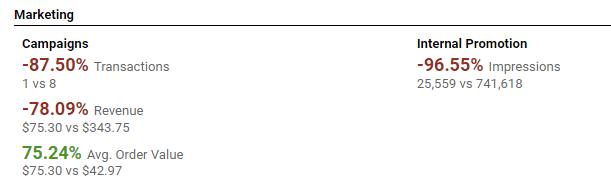 Marketing
Campaigns
-87.50% Transactions
1 vs 8
-78.09% Revenue
$75.30 vs $343.75
75.24% Avg. Order Value
$75.30 vs $42.97
Internal Promotion
-96.55% Impressions
25,559 vs 741,618